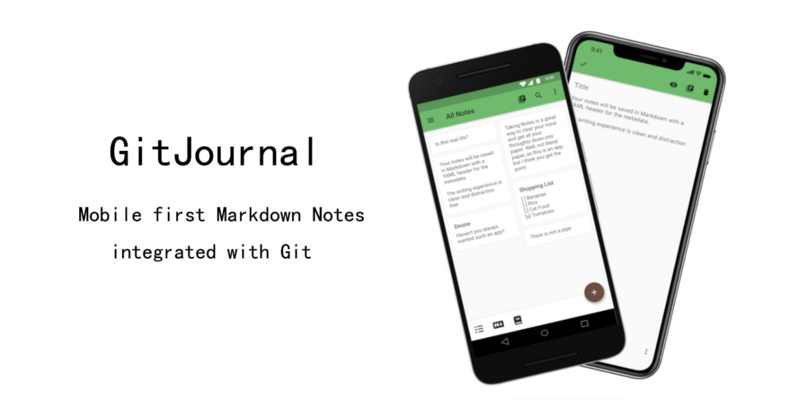 GitJournal
Mobile first Markdown Notes
integrated with Git
All Notes
Is this real life?
Your notes will be saved
in Markdown with a
YAML header for the
metadata
The writing experience is
clean and distraction
free
Desire
Haven't you always
wanted such an app?
Taking Notes is a great
way to clear your mind
and get all your
throughts down into
paper. Well, not literal
paper as this is an app,
but I think you get the
point.
Shopping List
[ ] Bananas
[ ] Rice
[ ] Cat Food
[x] Tomatoes
There is not a pipe
9:41
Title
Your notes will be saved in Markdown with a
YAML header for the metadata.
writing experience is clean and distraction